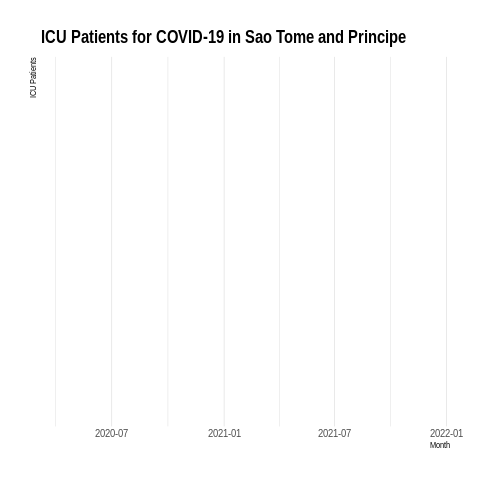 ICU Patients for COVID-19 in Sao Tome and Principe
ICU Patients
2020-07 2021-01 2021-07 2022-01
Month